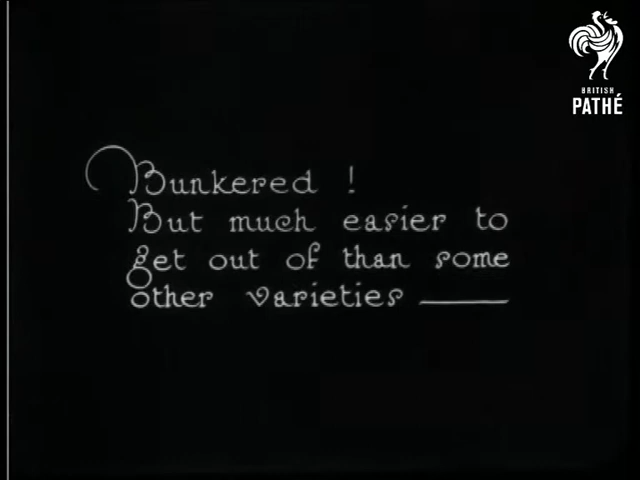 BRITISH
PATHÉ
Bunkered !
But much easier to
get out of than some
other varieties ———